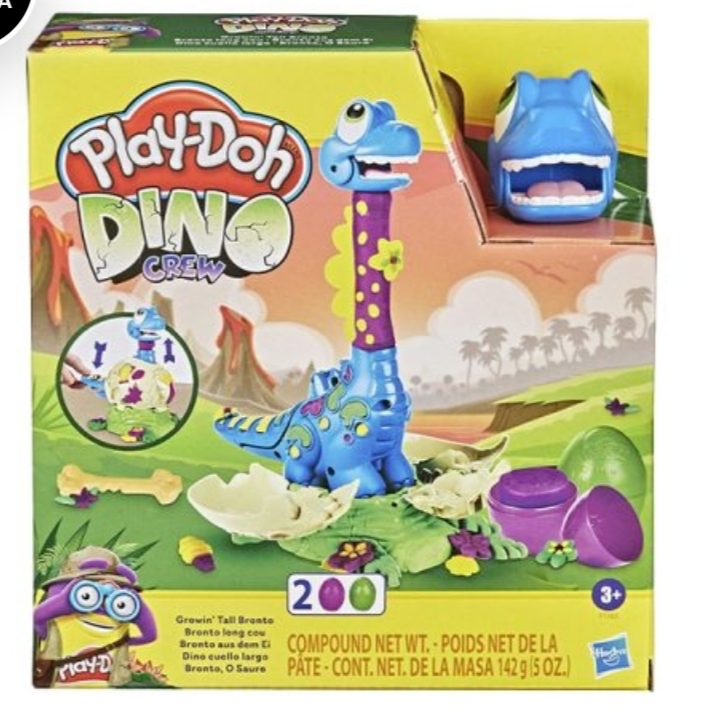 A
Play-Doh
DINO
Play-Doh
DINO
CREW
200
3+
Growin' Tall Bronto
Bronto long cou
Bronto aus dem Ei
Dino cuello largo
Bronto, O Sauro
COMPOUND NET WT. - POIDS NET DE LA
PÂTE - CONT. NET. DE LA MASA 142 g (5 OZ.)
Play-D
Hasbro